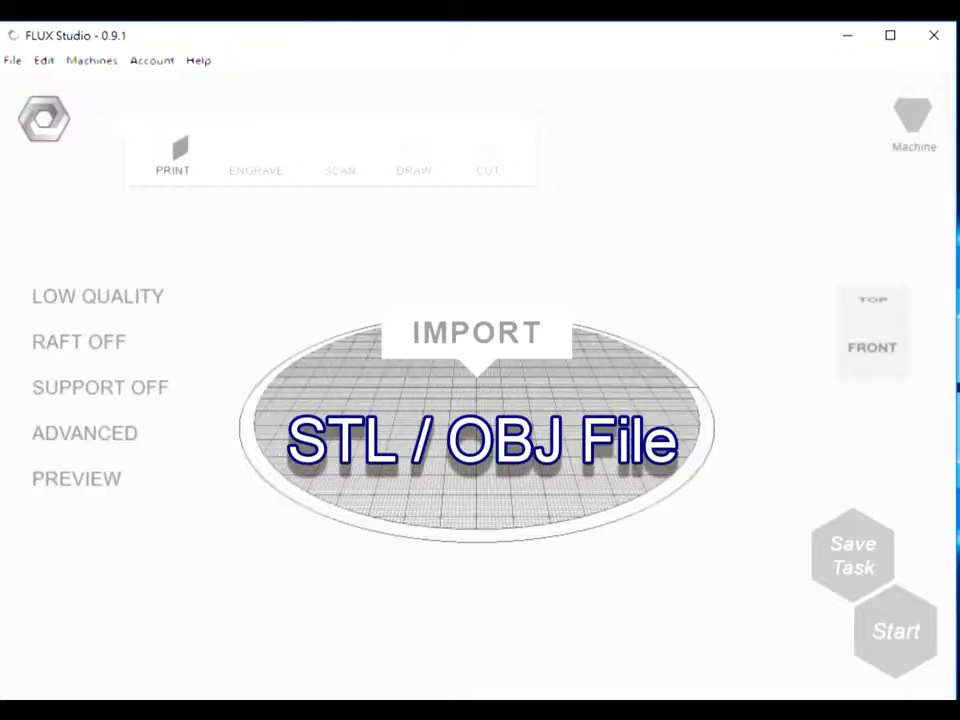 FLUX Studio - 0.9.1
File Edit Machines Account Help
Machine
PRINT ENGRAVE SCAN DRAW CUT
LOW QUALITY
RAFT OFF
SUPPORT OFF
ADVANCED
PREVIEW
IMPORT
STL / OBJ File
TOP
FRONT
Save
Task
Start